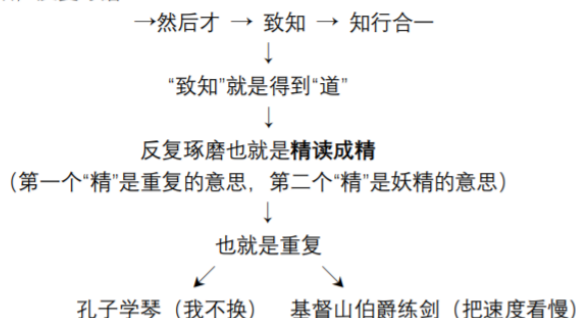 →然后才 → 致知 → 知行合一
↓
“致知”就是得到“道”
↓
反复琢磨也就是精读成精
（第一个“精”是重复的意思，第二个“精”是妖精的意思）
↓
也就是重复
↙ ↘
孔子学琴（我不换） 基督山伯爵练剑（把速度看慢）